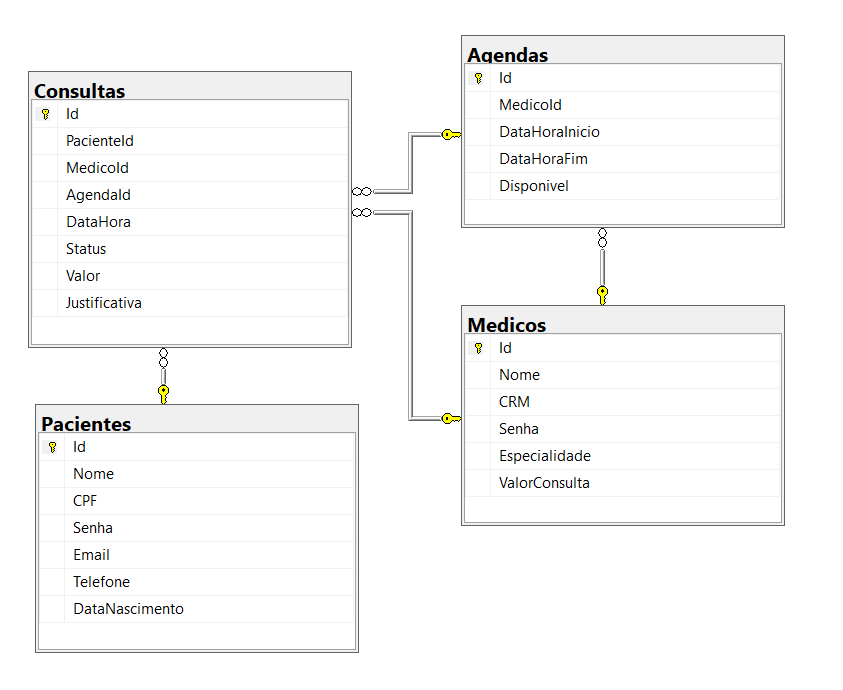 Consultas
Id
PacienteId
MedicoId
AgendaId
DataHora
Status
Valor
Justificativa
Agendas
Id
MedicoId
DataHoraInicio
DataHoraFim
Disponivel
Medicos
Id
Nome
CRM
Senha
Especialidade
ValorConsulta
Pacientes
Id
Nome
CPF
Senha
Email
Telefone
DataNascimento